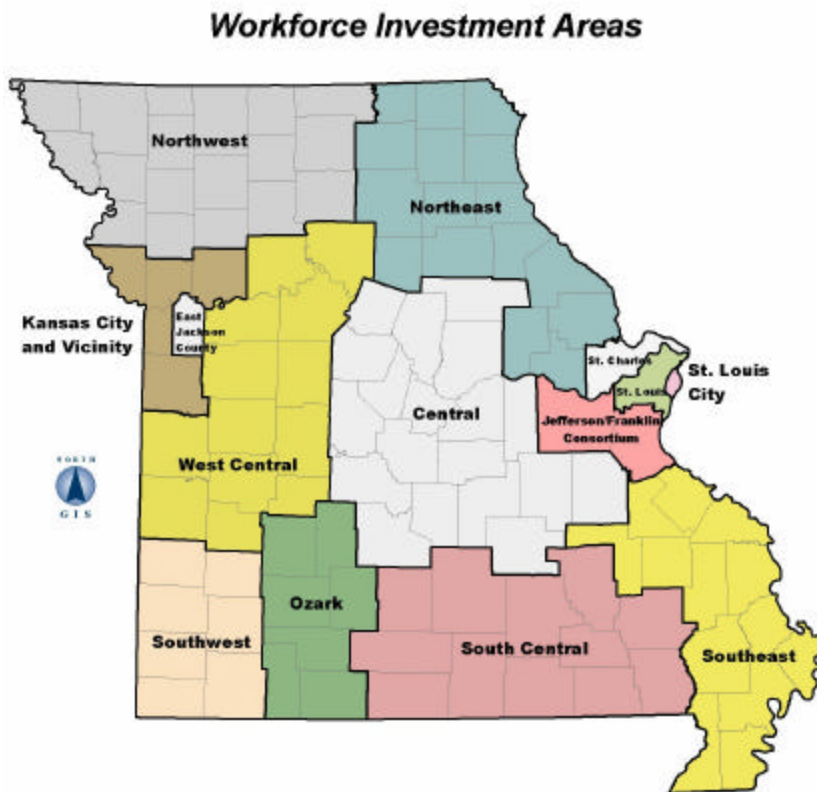 Workforce Investment Areas
Northwest
Northeast
Kansas City
and Vicinity
East
Jackson
County
St. Charles
St. Louis
St. Louis
City
Central
Jefferson/Franklin
Consortium
West Central
NORTH
GIS
Ozark
Southwest
South Central
Southeast